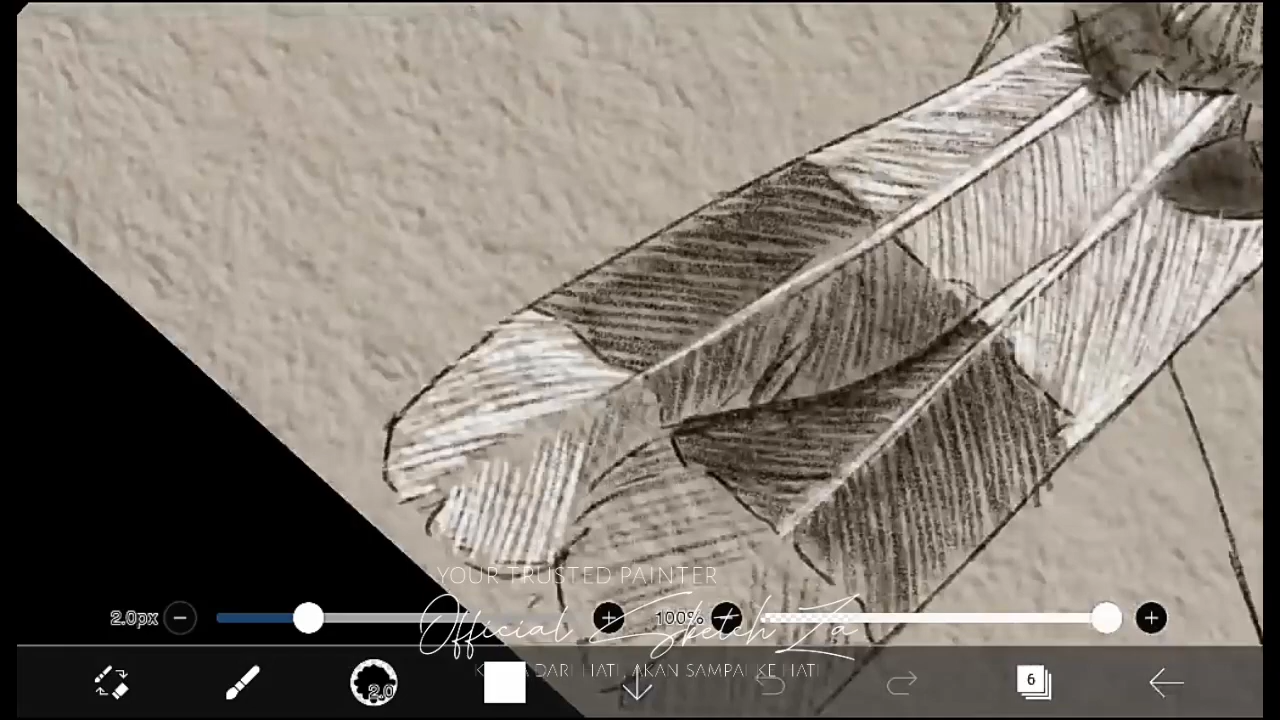 YOUR TRUSTED PAINTER
2.0px
100%
Official Sketch Za
DARI HATI, AKAN SAMPAI KE HATI
2.0
6